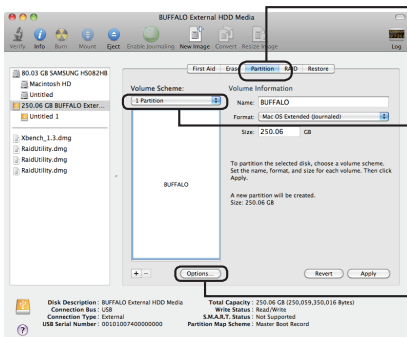 BUFFALO External HDD Media
Verify Info Burn Mount Eject Enable Journaling New Image Convert Resize Image Log
First Aid Erase Partition RAID Restore
80.03 GB SAMSUNG HS082HB
Macintosh HD
Untitled
250.06 GB BUFFALO Exter...
Untitled 1
Xbench_1.3.dmg
RaidUtility.dmg
RaidUtility.dmg
RaidUtility.dmg
Volume Scheme:
1 Partition
BUFFALO
Volume Information
Name: BUFFALO
Format: Mac OS Extended (Journaled)
Size: 250.06 GB
To partition the selected disk, choose a volume scheme.
Set the name, format, and size for each volume. Then click
Apply.
A new partition will be created.
Size: 250.06 GB
+ − Options... Revert Apply
Disk Description : BUFFALO External HDD Media
Connection Bus : USB
Connection Type : External
USB Serial Number : 00101007400000000
Total Capacity : 250.06 GB (250,059,350,016 Bytes)
Write Status : Read/Write
S.M.A.R.T. Status : Not Supported
Partition Map Scheme : Master Boot Record
?